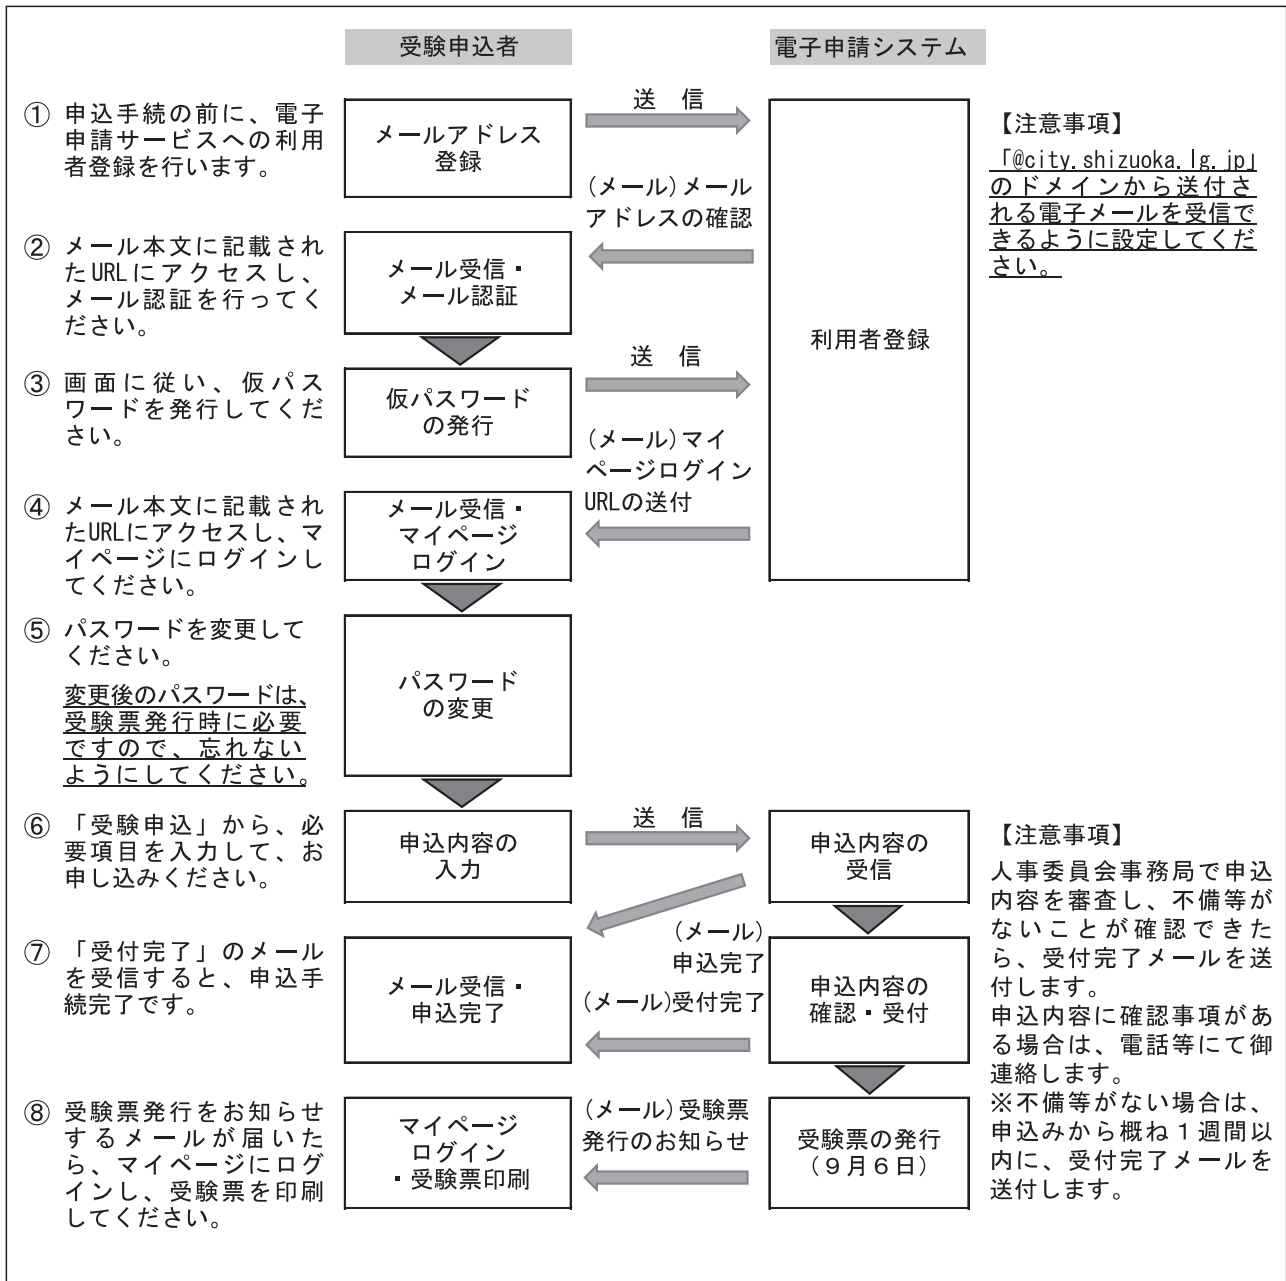 受験申込者
電子申請システム
① 申込手続の前に、電子
申請サービスへの利用
者登録を行います。
メールアドレス
登録
送　信
(メール)メール
アドレスの確認
利用者登録
【注意事項】
「@city.shizuoka.lg.jp」
のドメインから送付さ
れる電子メールを受信で
きるように設定してくだ
さい。
② メール本文に記載され
たURLにアクセスし、
メール認証を行ってく
ださい。
メール受信・
メール認証
③ 画面に従い、仮パス
ワードを発行してくだ
さい。
仮パスワード
の発行
送　信
(メール)マイ
ページログイン
URLの送付
④ メール本文に記載され
たURLにアクセスし、マ
イページにログインし
てください。
メール受信・
マイページ
ログイン
⑤ パスワードを変更して
ください。
変更後のパスワードは、
受験票発行時に必要
ですので、忘れない
ようにしてください。
パスワード
の変更
⑥ 「受験申込」から、必
要項目を入力して、お
申し込みください。
申込内容の
入力
送　信
申込内容の
受信
(メール)
申込完了
⑦ 「受付完了」のメール
を受信すると、申込手
続完了です。
メール受信・
申込完了
(メール)受付完了
申込内容の
確認・受付
【注意事項】
人事委員会事務局で申込
内容を審査し、不備等が
ないことが確認できた
ら、受付完了メールを送
付します。
申込内容に確認事項があ
る場合は、電話等にて御
連絡します。
※不備等がない場合は、
申込みから概ね１週間以
内に、受付完了メールを
送付します。
⑧ 受験票発行をお知らせ
するメールが届いた
ら、マイページにログ
インし、受験票を印刷
してください。
マイページ
ログイン
・受験票印刷
(メール)受験票
発行のお知らせ
受験票の発行
(９月６日)